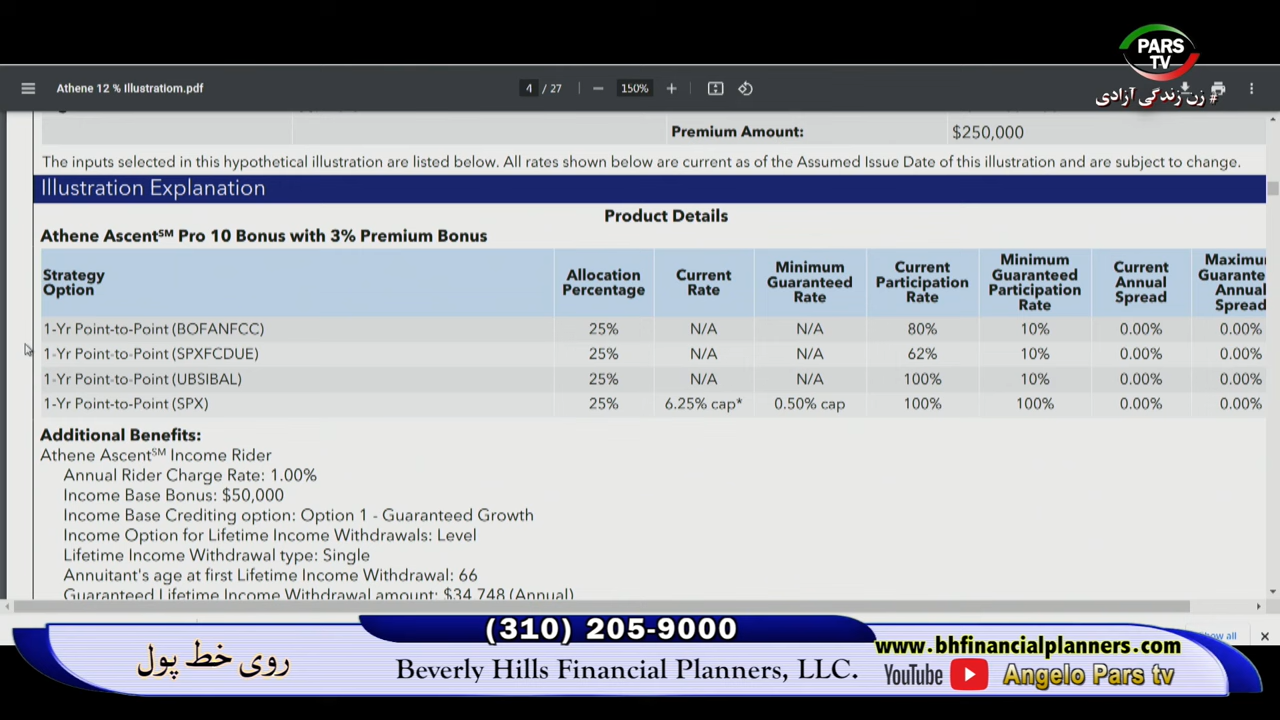 PARS
TV
# زن زندگی آزادی
Athene 12 % Illustratiom.pdf
4 / 27
150%
Premium Amount:
$250,000
The inputs selected in this hypothetical illustration are listed below. All rates shown below are current as of the Assumed Issue Date of this illustration and are subject to change.
Illustration Explanation
Product Details
Athene Ascent℠ Pro 10 Bonus with 3% Premium Bonus
Strategy Option Allocation Percentage Current Rate Minimum Guaranteed Rate Current Participation Rate Minimum Guaranteed Participation Rate Current Annual Spread Annual Spread
1-Yr Point-to-Point (BOFANFCC) 25% N/A N/A 80% 10% 0.00% 0.00%
1-Yr Point-to-Point (SPXFCDUE) 25% N/A N/A 62% 10% 0.00% 0.00%
1-Yr Point-to-Point (UBSIBAL) 25% N/A N/A 100% 10% 0.00% 0.00%
1-Yr Point-to-Point (SPX) 25% 6.25% cap* 0.50% cap 100% 100% 0.00% 0.00%
Additional Benefits:
Athene Ascent℠ Income Rider
Annual Rider Charge Rate: 1.00%
Income Base Bonus: $50,000
Income Base Crediting option: Option 1 - Guaranteed Growth
Income Option for Lifetime Income Withdrawals: Level
Lifetime Income Withdrawal type: Single
Annuitant's age at first Lifetime Income Withdrawal: 66
Guaranteed Lifetime Income Withdrawal amount: $34,748 (Annual)
all
(310) 205-9000
روی خط پول
Beverly Hills Financial Planners, LLC.
www.bhfinancialplanners.com
YouTube Angelo Pars tv